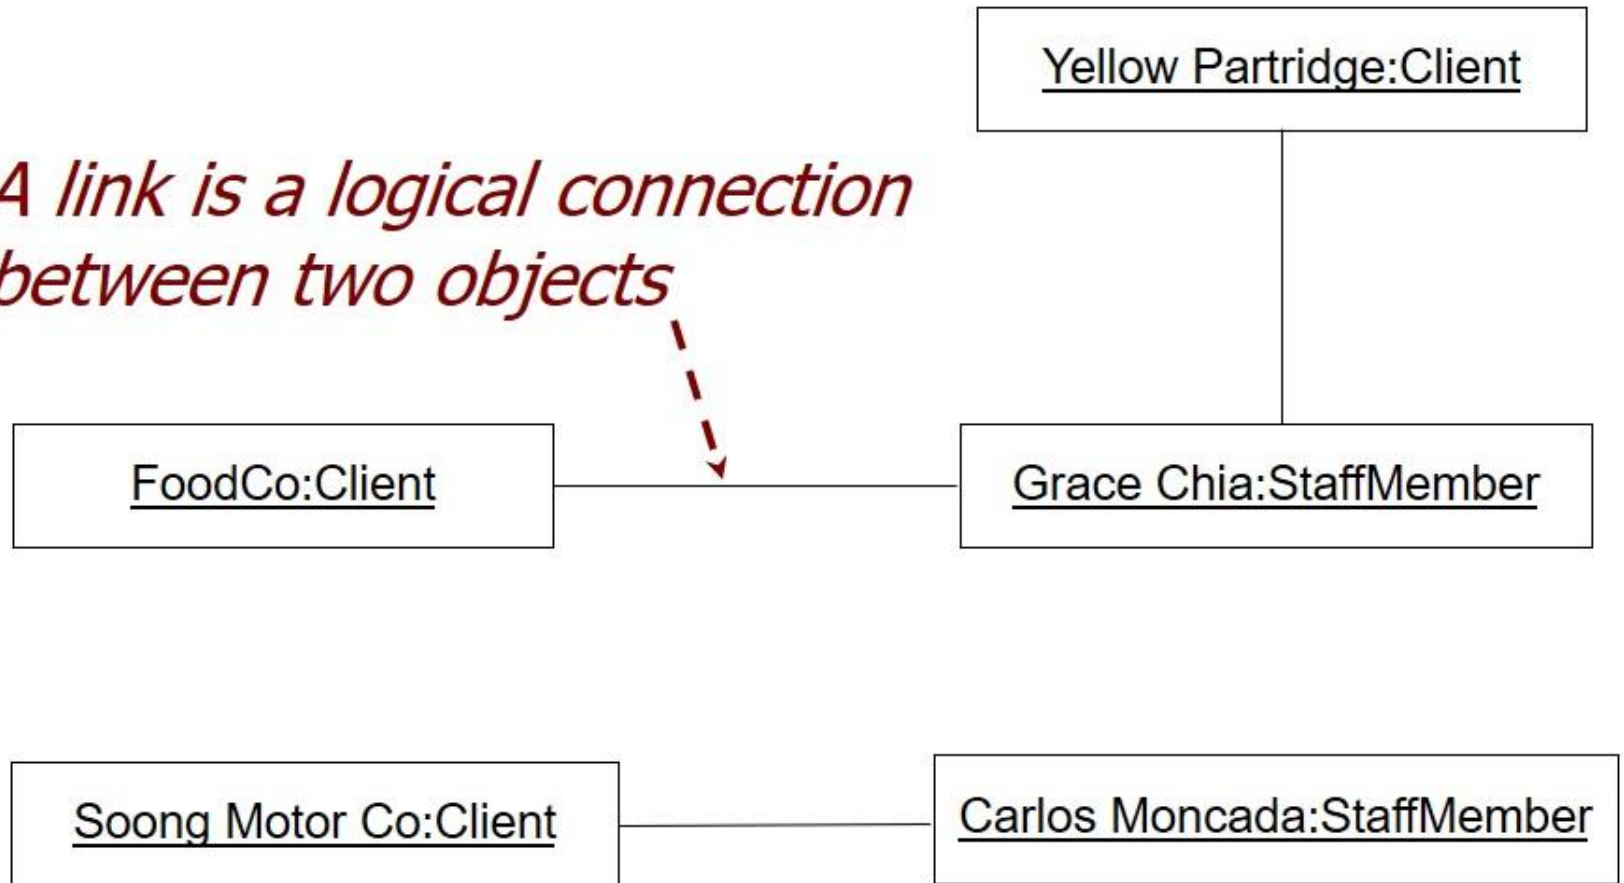 Yellow Partridge:Client
A link is a logical connection
between two objects
FoodCo:Client
Grace Chia:StaffMember
Soong Motor Co:Client
Carlos Moncada:StaffMember